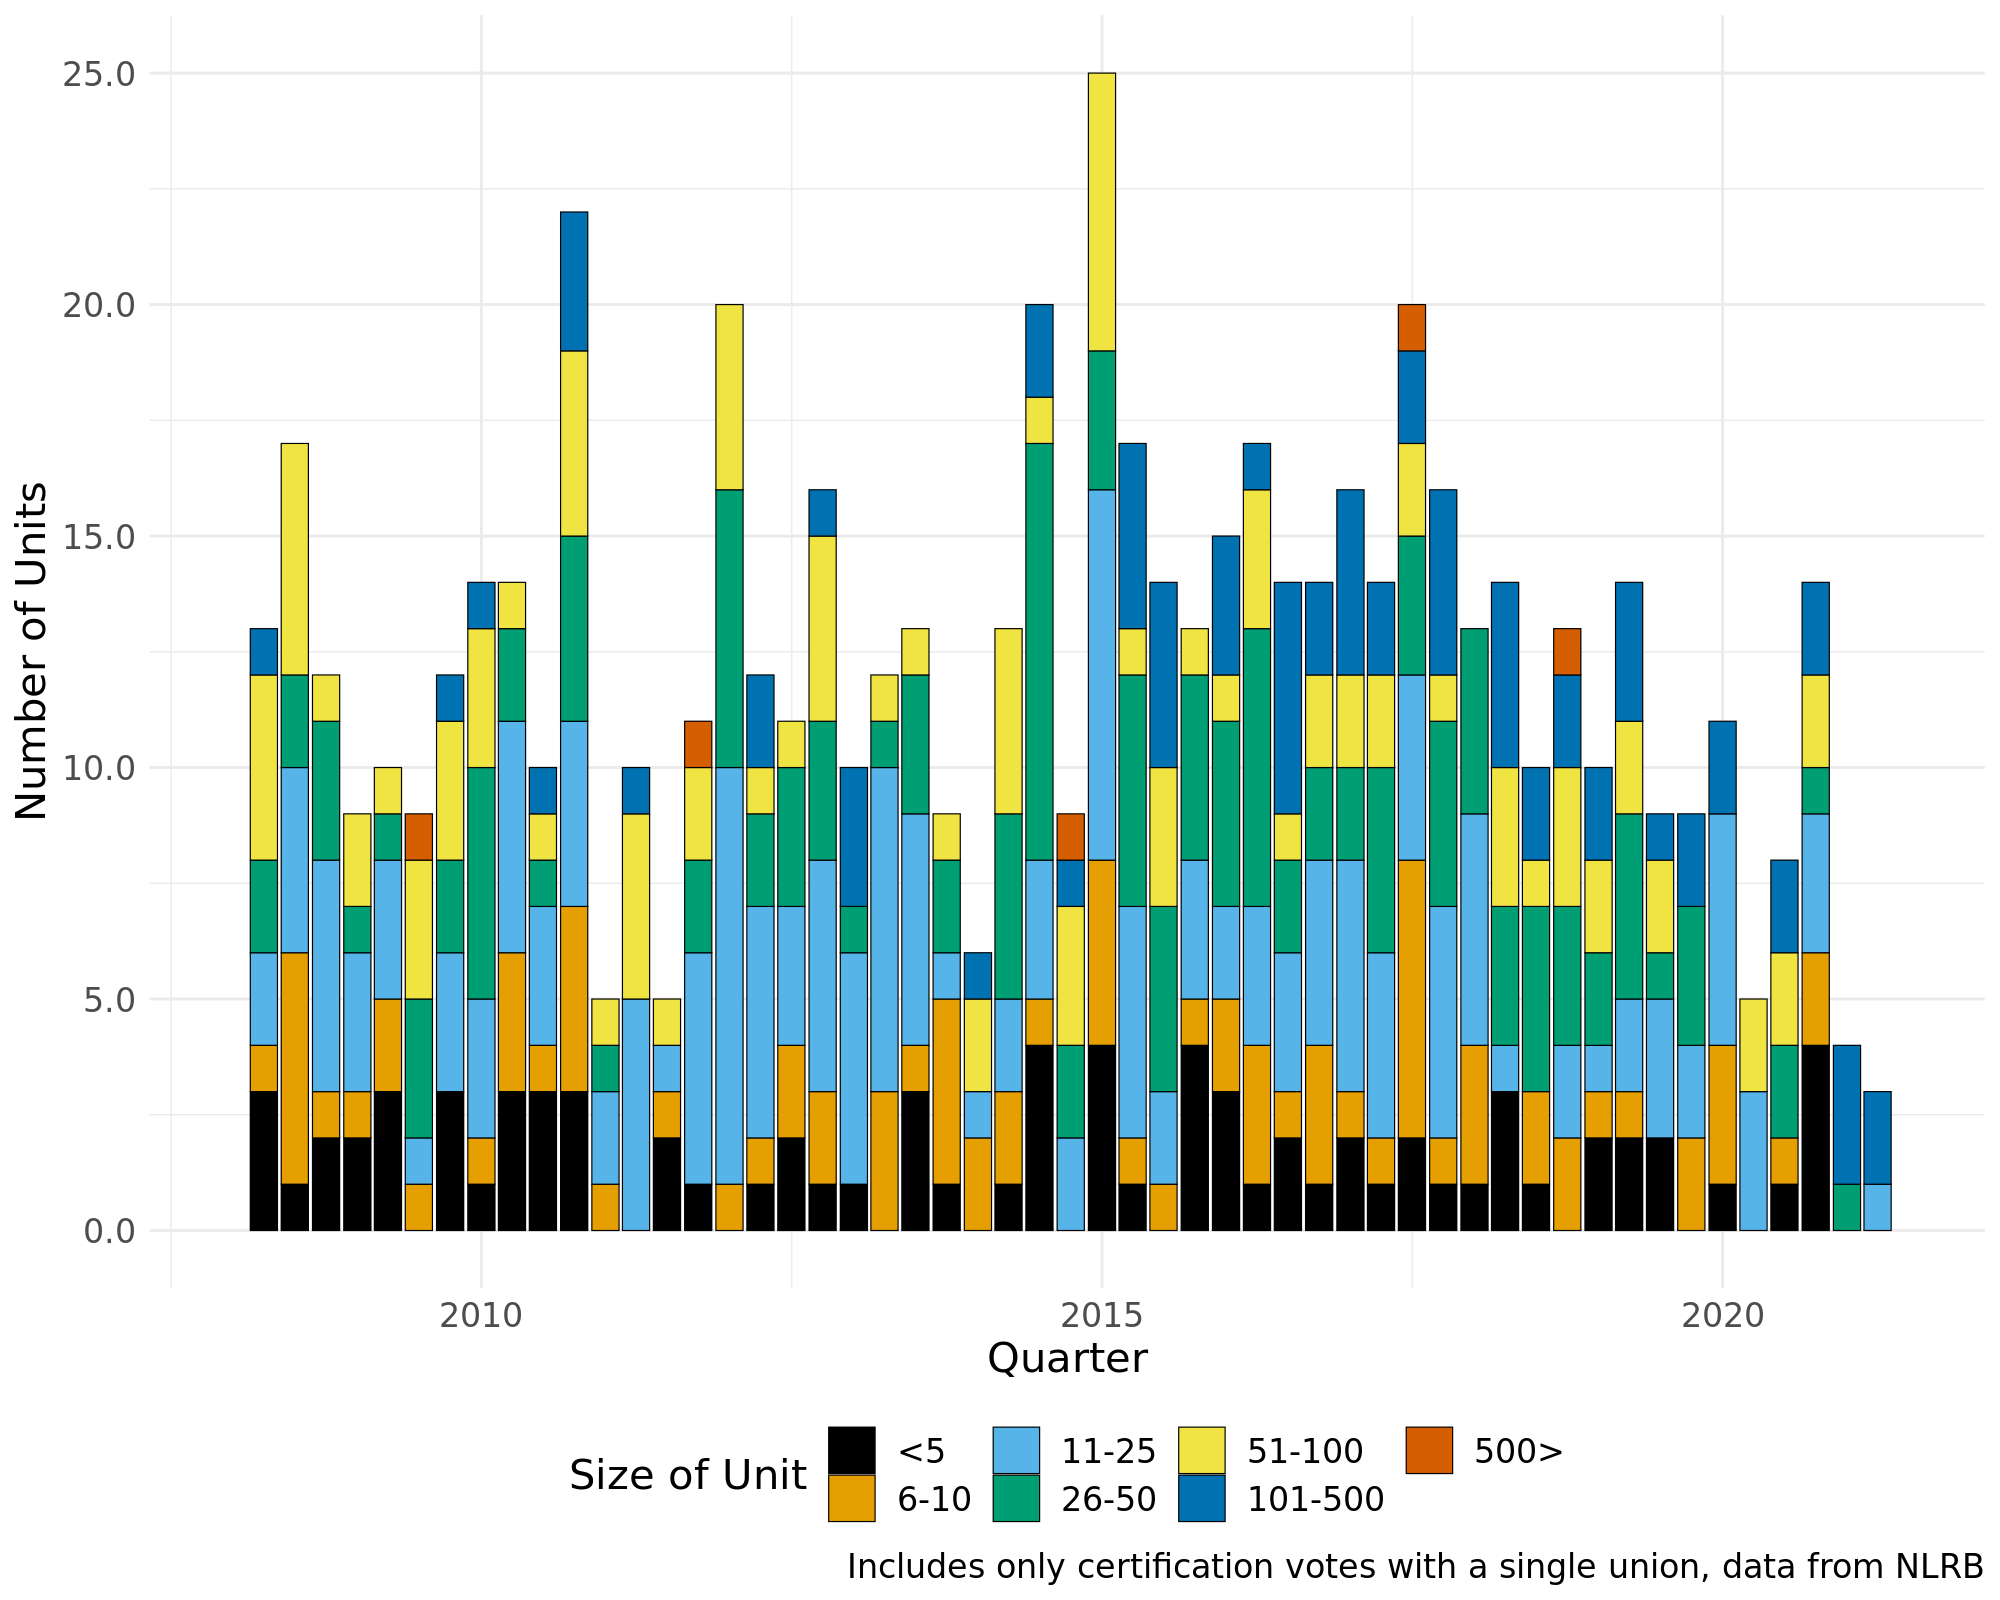 25.0
20.0
15.0
10.0
5.0
0.0
Number of Units
2010 2015 2020
Quarter
Size of Unit
<5 11-25 51-100 500>
6-10 26-50 101-500
Includes only certification votes with a single union, data from NLRB